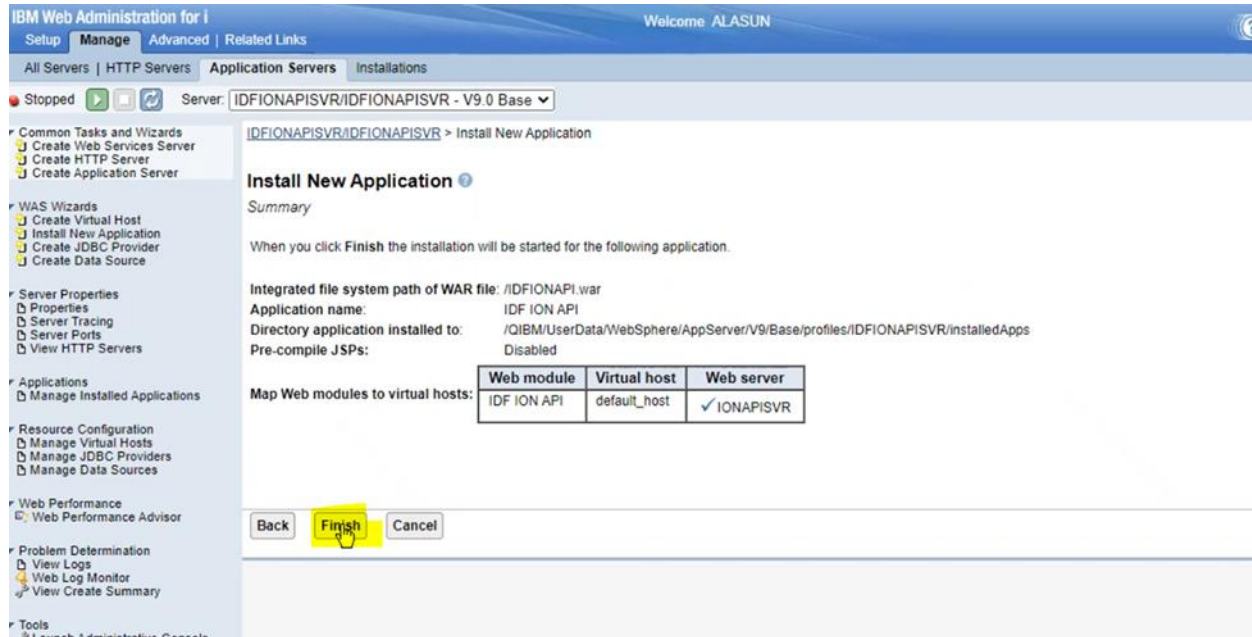 IBM Web Administration for i
Welcome ALASUN
Setup Manage Advanced | Related Links
All Servers | HTTP Servers Application Servers Installations
Stopped Server: IDFIONAPISVR/IDFIONAPISVR - V9.0 Base
Common Tasks and Wizards
Create Web Services Server
Create HTTP Server
Create Application Server
WAS Wizards
Create Virtual Host
Install New Application
Create JDBC Provider
Create Data Source
Server Properties
Properties
Server Tracing
Server Ports
View HTTP Servers
Applications
Manage Installed Applications
Resource Configuration
Manage Virtual Hosts
Manage JDBC Providers
Manage Data Sources
Web Performance
Web Performance Advisor
Problem Determination
View Logs
Web Log Monitor
View Create Summary
Tools
Launch Administrative Console
IDFIONAPISVR/IDFIONAPISVR > Install New Application
Install New Application
Summary
When you click Finish the installation will be started for the following application.
Integrated file system path of WAR file: /IDFIONAPI.war
Application name: IDF ION API
Directory application installed to: /QIBM/UserData/WebSphere/AppServer/V9/Base/profiles/IDFIONAPISVR/installedApps
Pre-compile JSPs: Disabled
Map Web modules to virtual hosts:
Web module Virtual host Web server
IDF ION API default_host IONAPISVR
Back Finish Cancel